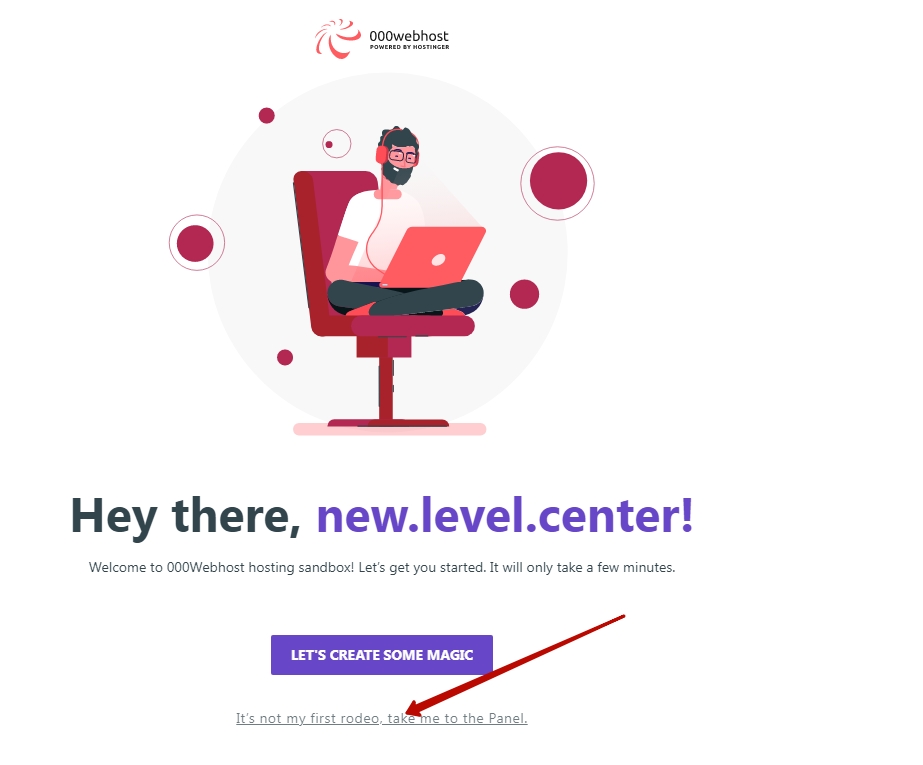 000webhost
POWERED BY HOSTINGER
Hey there, new.level.center!
Welcome to 000Webhost hosting sandbox! Let’s get you started. It will only take a few minutes.
LET'S CREATE SOME MAGIC
It’s not my first rodeo, take me to the Panel.